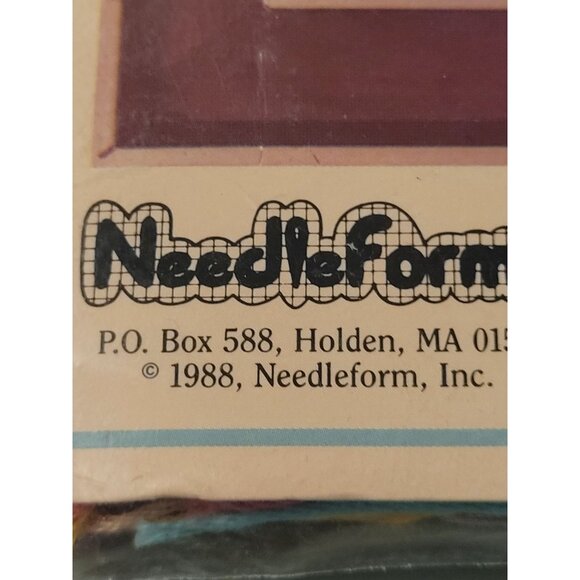 NeedleForm
P.O. Box 588, Holden, MA 015
© 1988, Needleform, Inc.